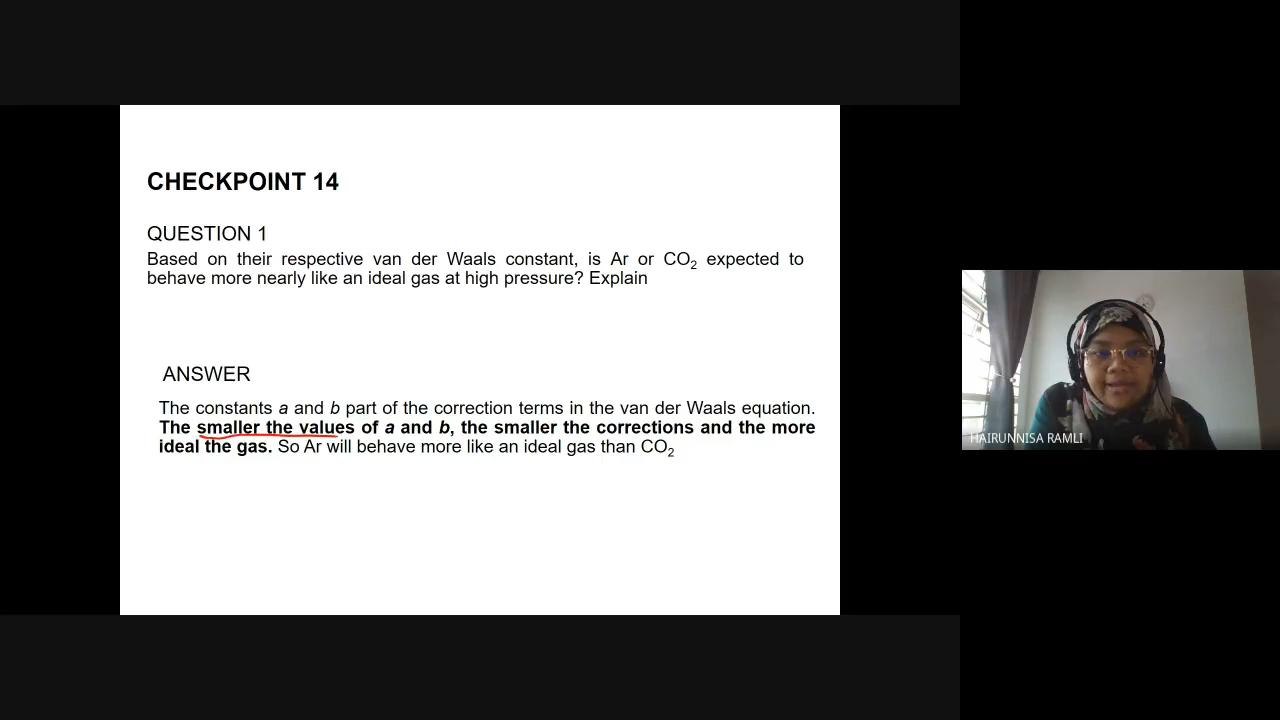 CHECKPOINT 14
QUESTION 1
Based on their respective van der Waals constant, is Ar or CO₂ expected to
behave more nearly like an ideal gas at high pressure? Explain
ANSWER
The constants a and b part of the correction terms in the van der Waals equation.
The smaller the values of a and b, the smaller the corrections and the more
ideal the gas. So Ar will behave more like an ideal gas than CO₂
HAIRUNNISA RAMLI